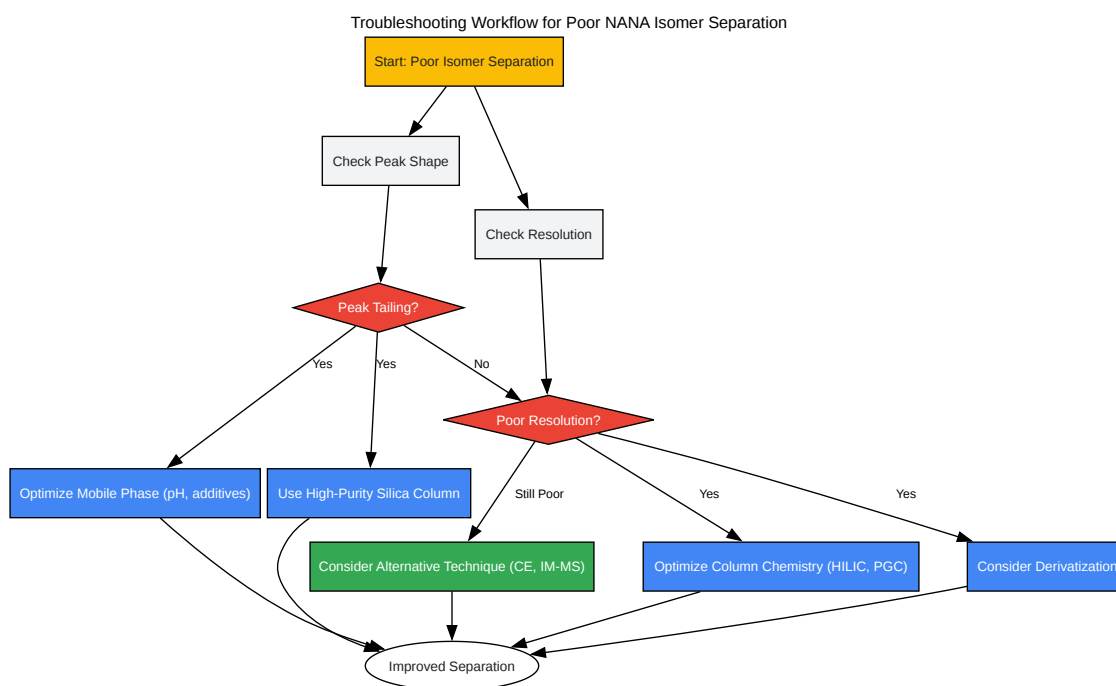 Troubleshooting Workflow for Poor NANA Isomer Separation
Start: Poor Isomer Separation
Check Peak Shape
Check Resolution
Peak Tailing?
Yes
Yes
No
Poor Resolution?
Optimize Mobile Phase (pH, additives)
Use High-Purity Silica Column
Still Poor
Yes
Yes
Consider Alternative Technique (CE, IM-MS)
Optimize Column Chemistry (HILIC, PGC)
Consider Derivatization
Improved Separation